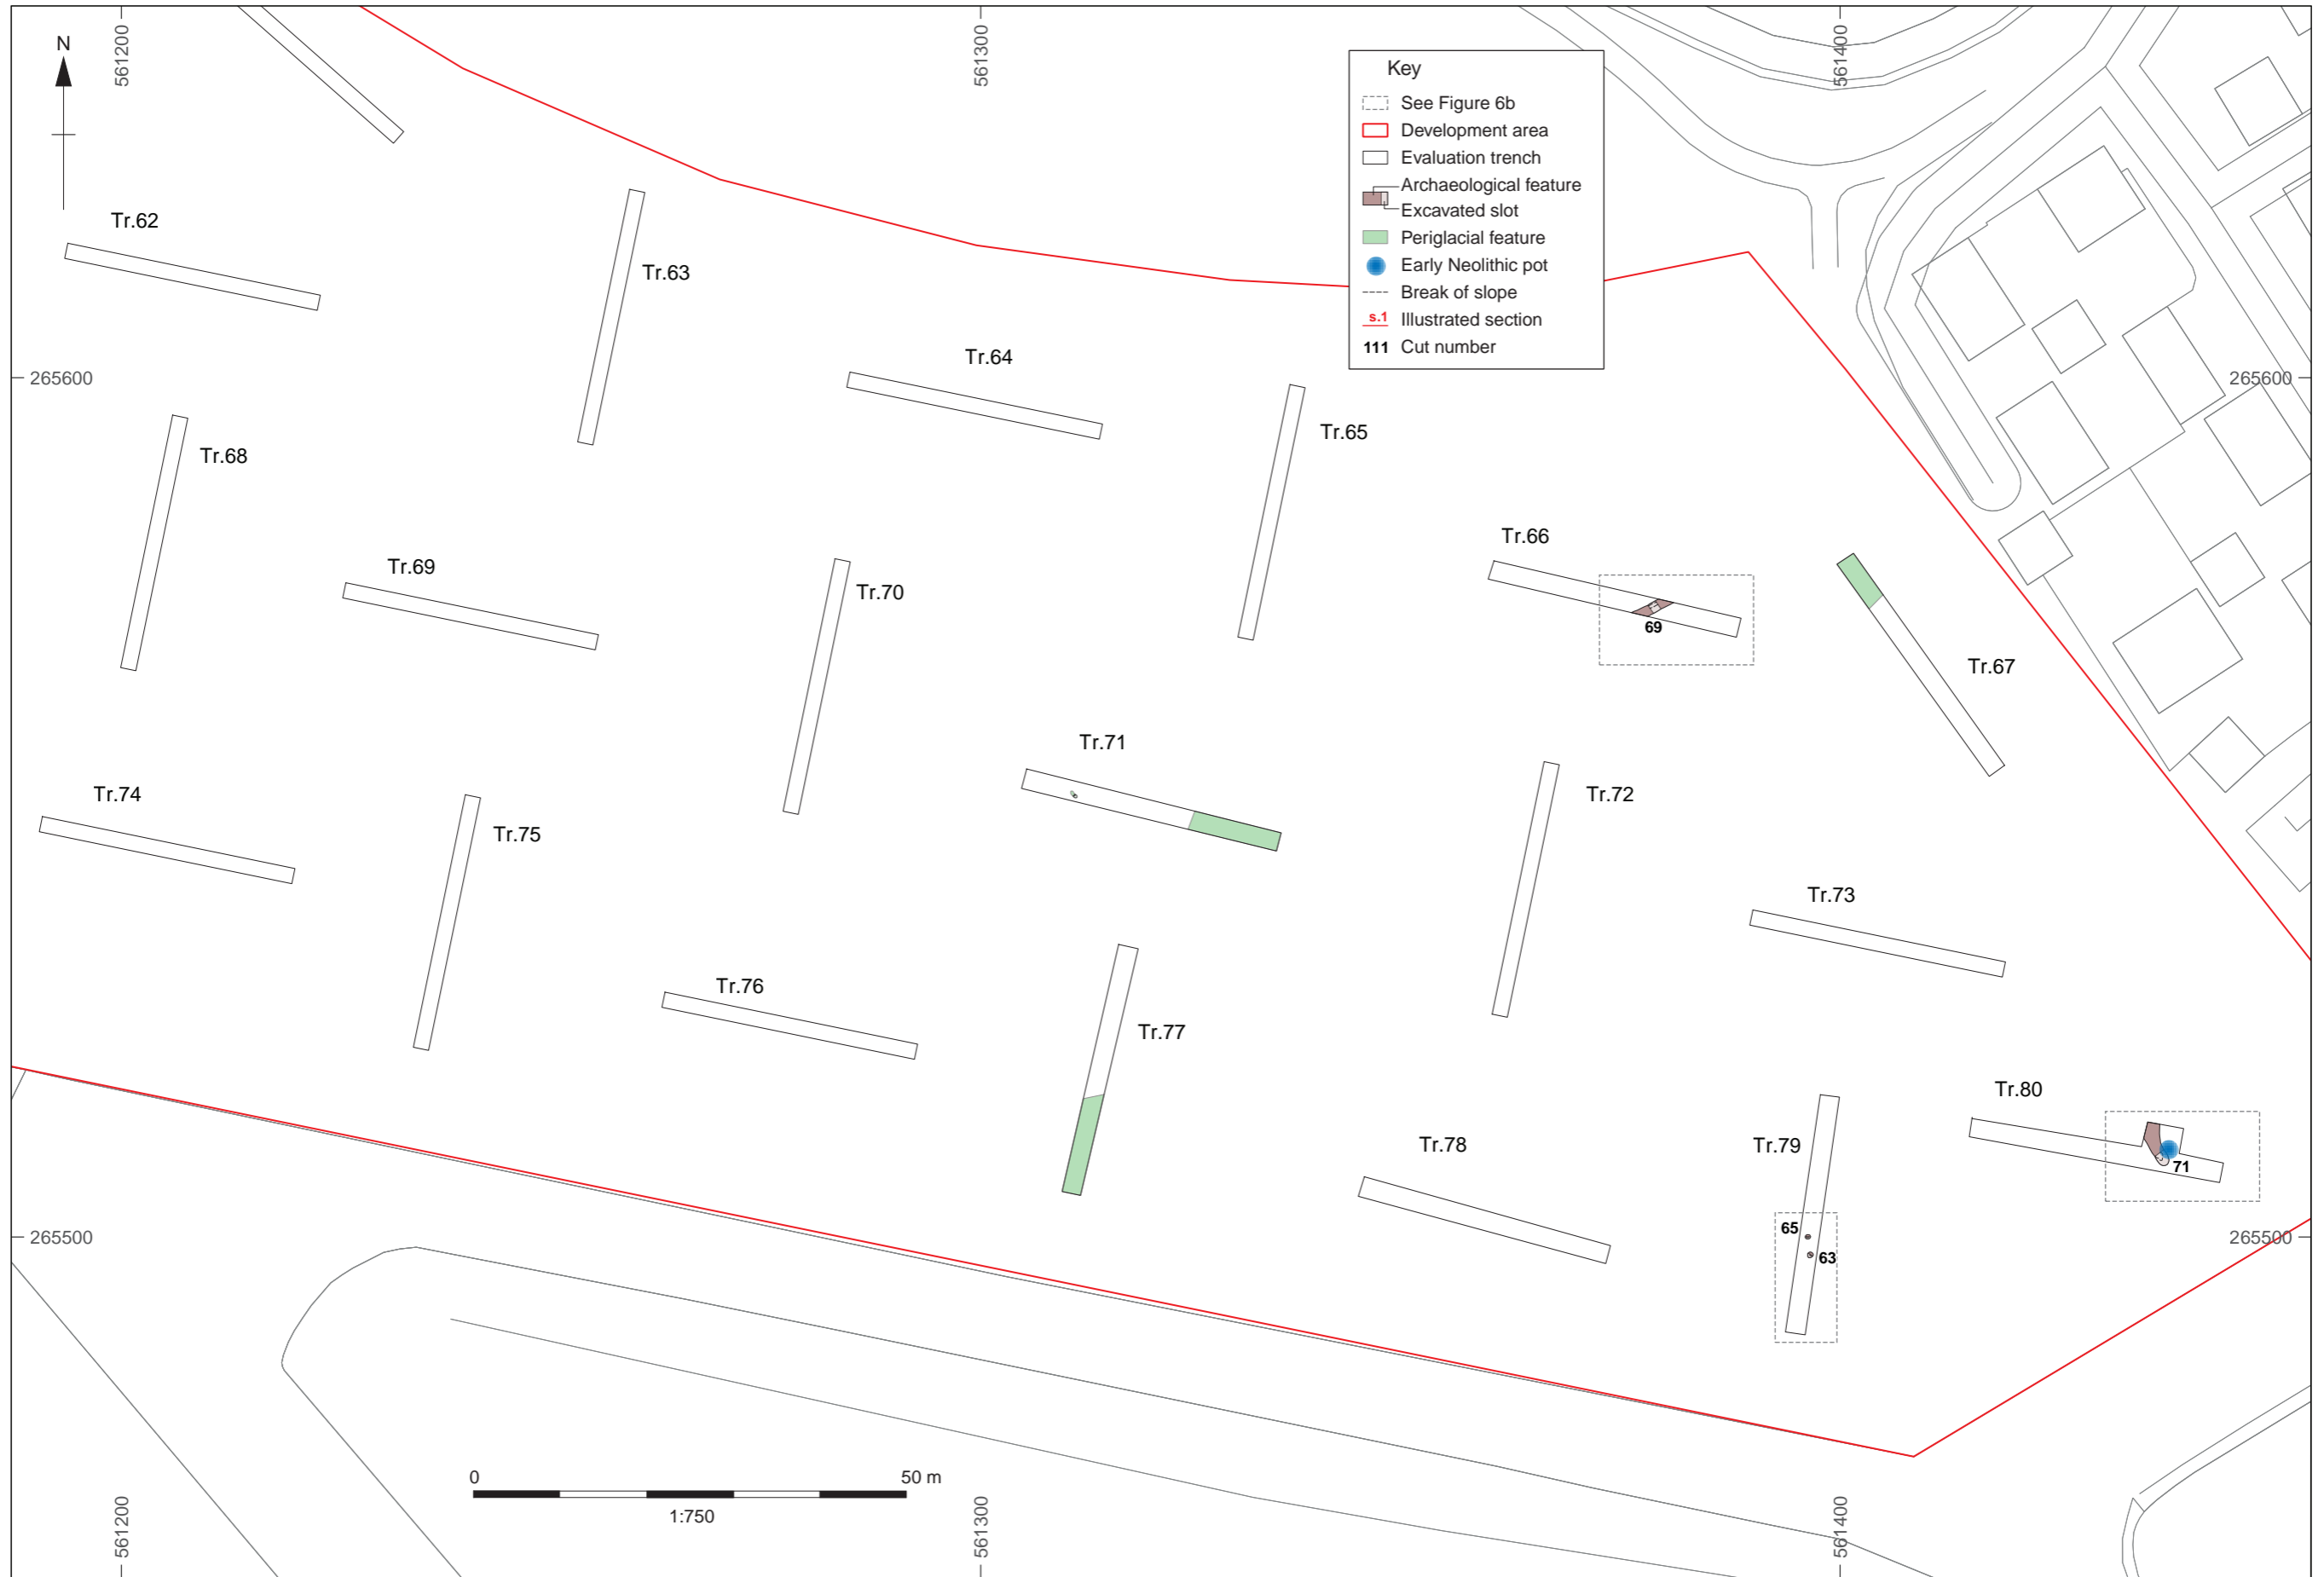 561200
561300
561400
N
Key
See Figure 6b
Development area
Evaluation trench
Archaeological feature
Excavated slot
Periglacial feature
Early Neolithic pot
Break of slope
s.1 Illustrated section
111 Cut number
Tr.62
Tr.63
Tr.64
265600
265600
Tr.65
Tr.68
Tr.66
Tr.69
Tr.70
69
Tr.67
Tr.71
Tr.74
Tr.72
Tr.75
Tr.73
Tr.76
Tr.77
Tr.80
Tr.78
Tr.79
71
65
265500
265500
63
0
50 m
1:750
561200
561300
561400